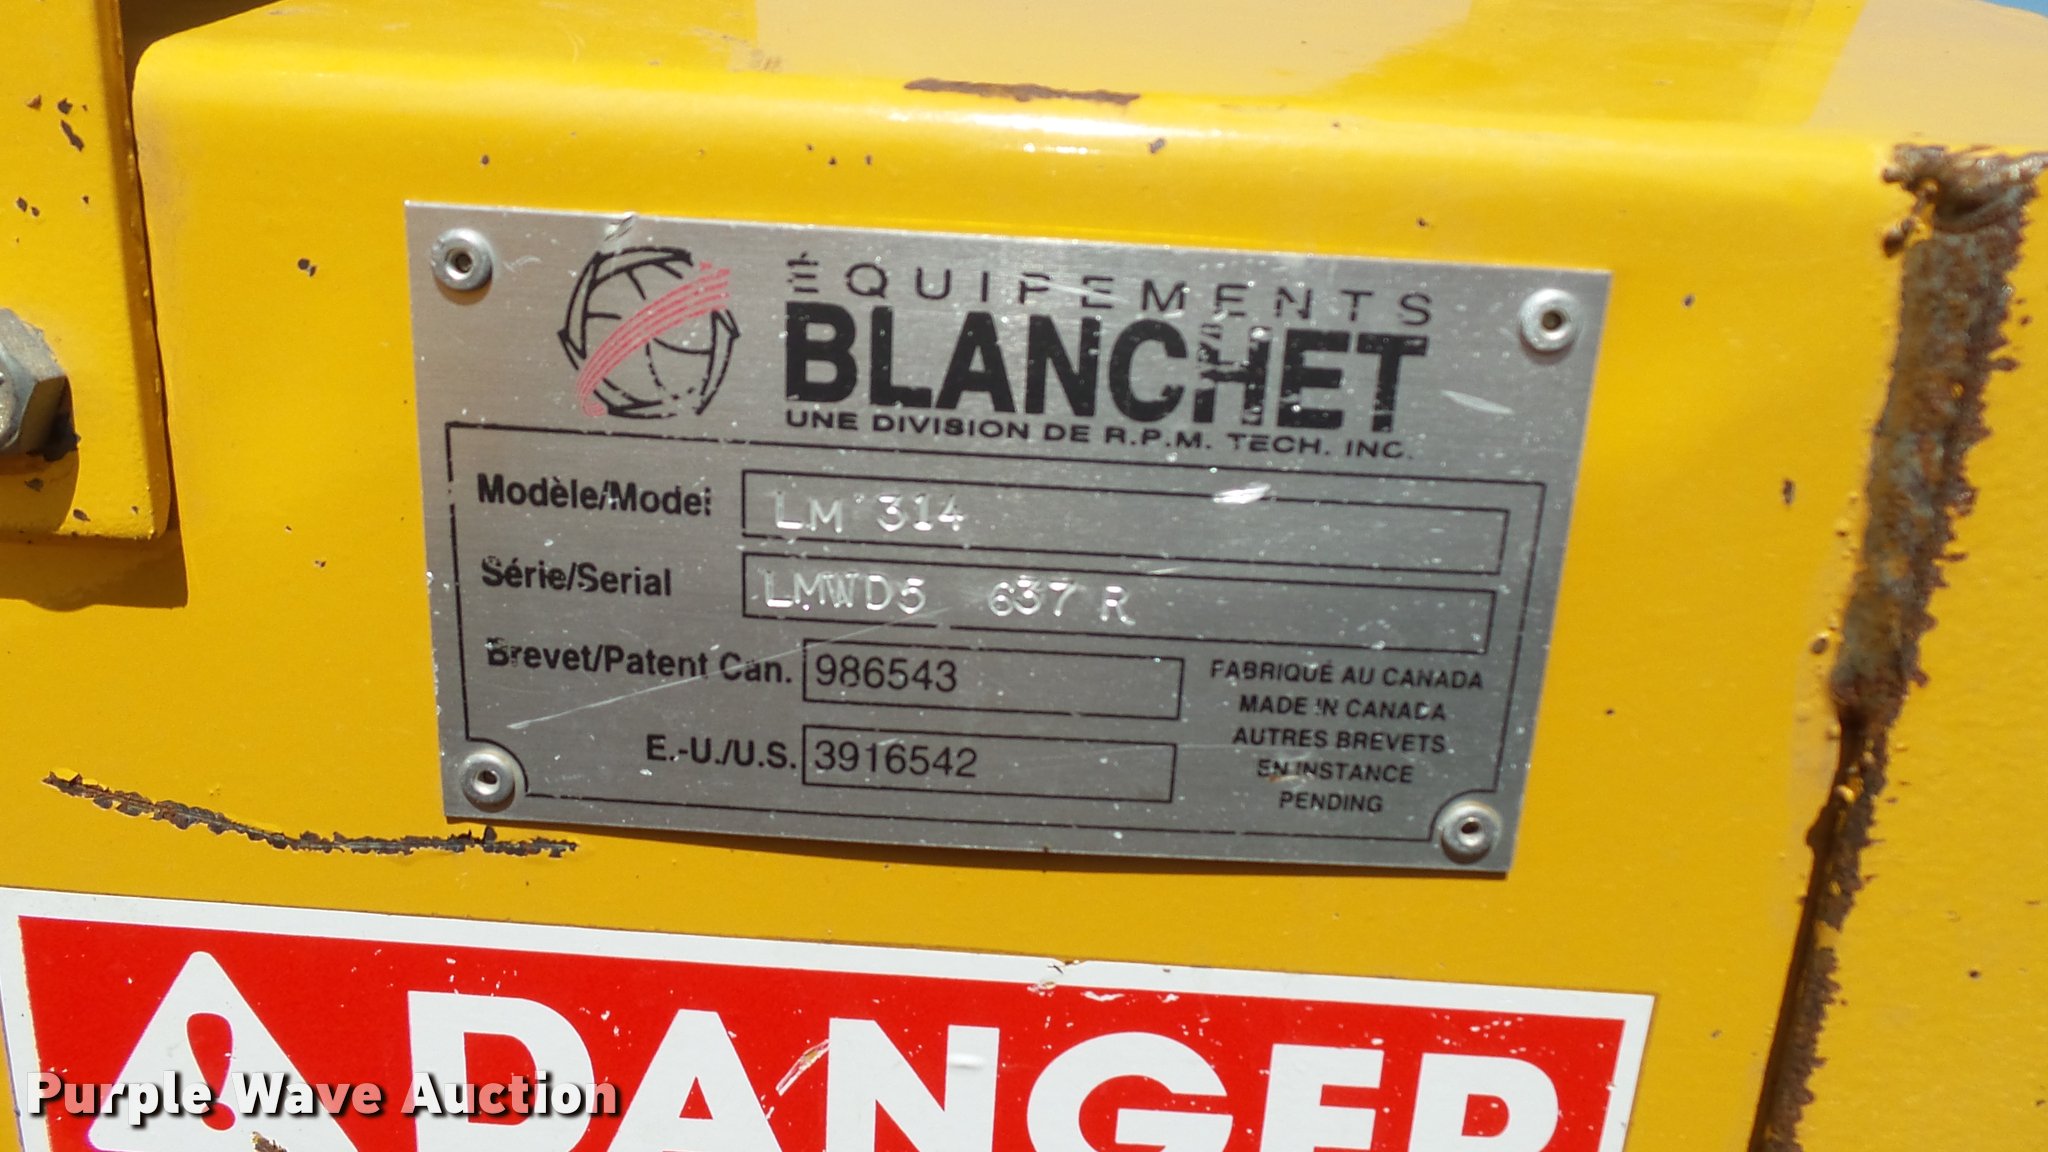 ÉQUIPEMENTS
BLANCHET
UNE DIVISION DE R.P.M. TECH. INC.
Modèle/Model LM 314
Série/Serial LMWD5 637 R
Brevet/Patent Can. 986543
E.-U./U.S. 3916542
FABRIQUÉ AU CANADA
MADE IN CANADA
AUTRES BREVETS
EN INSTANCE
PENDING
DANGER
Purple Wave Auction